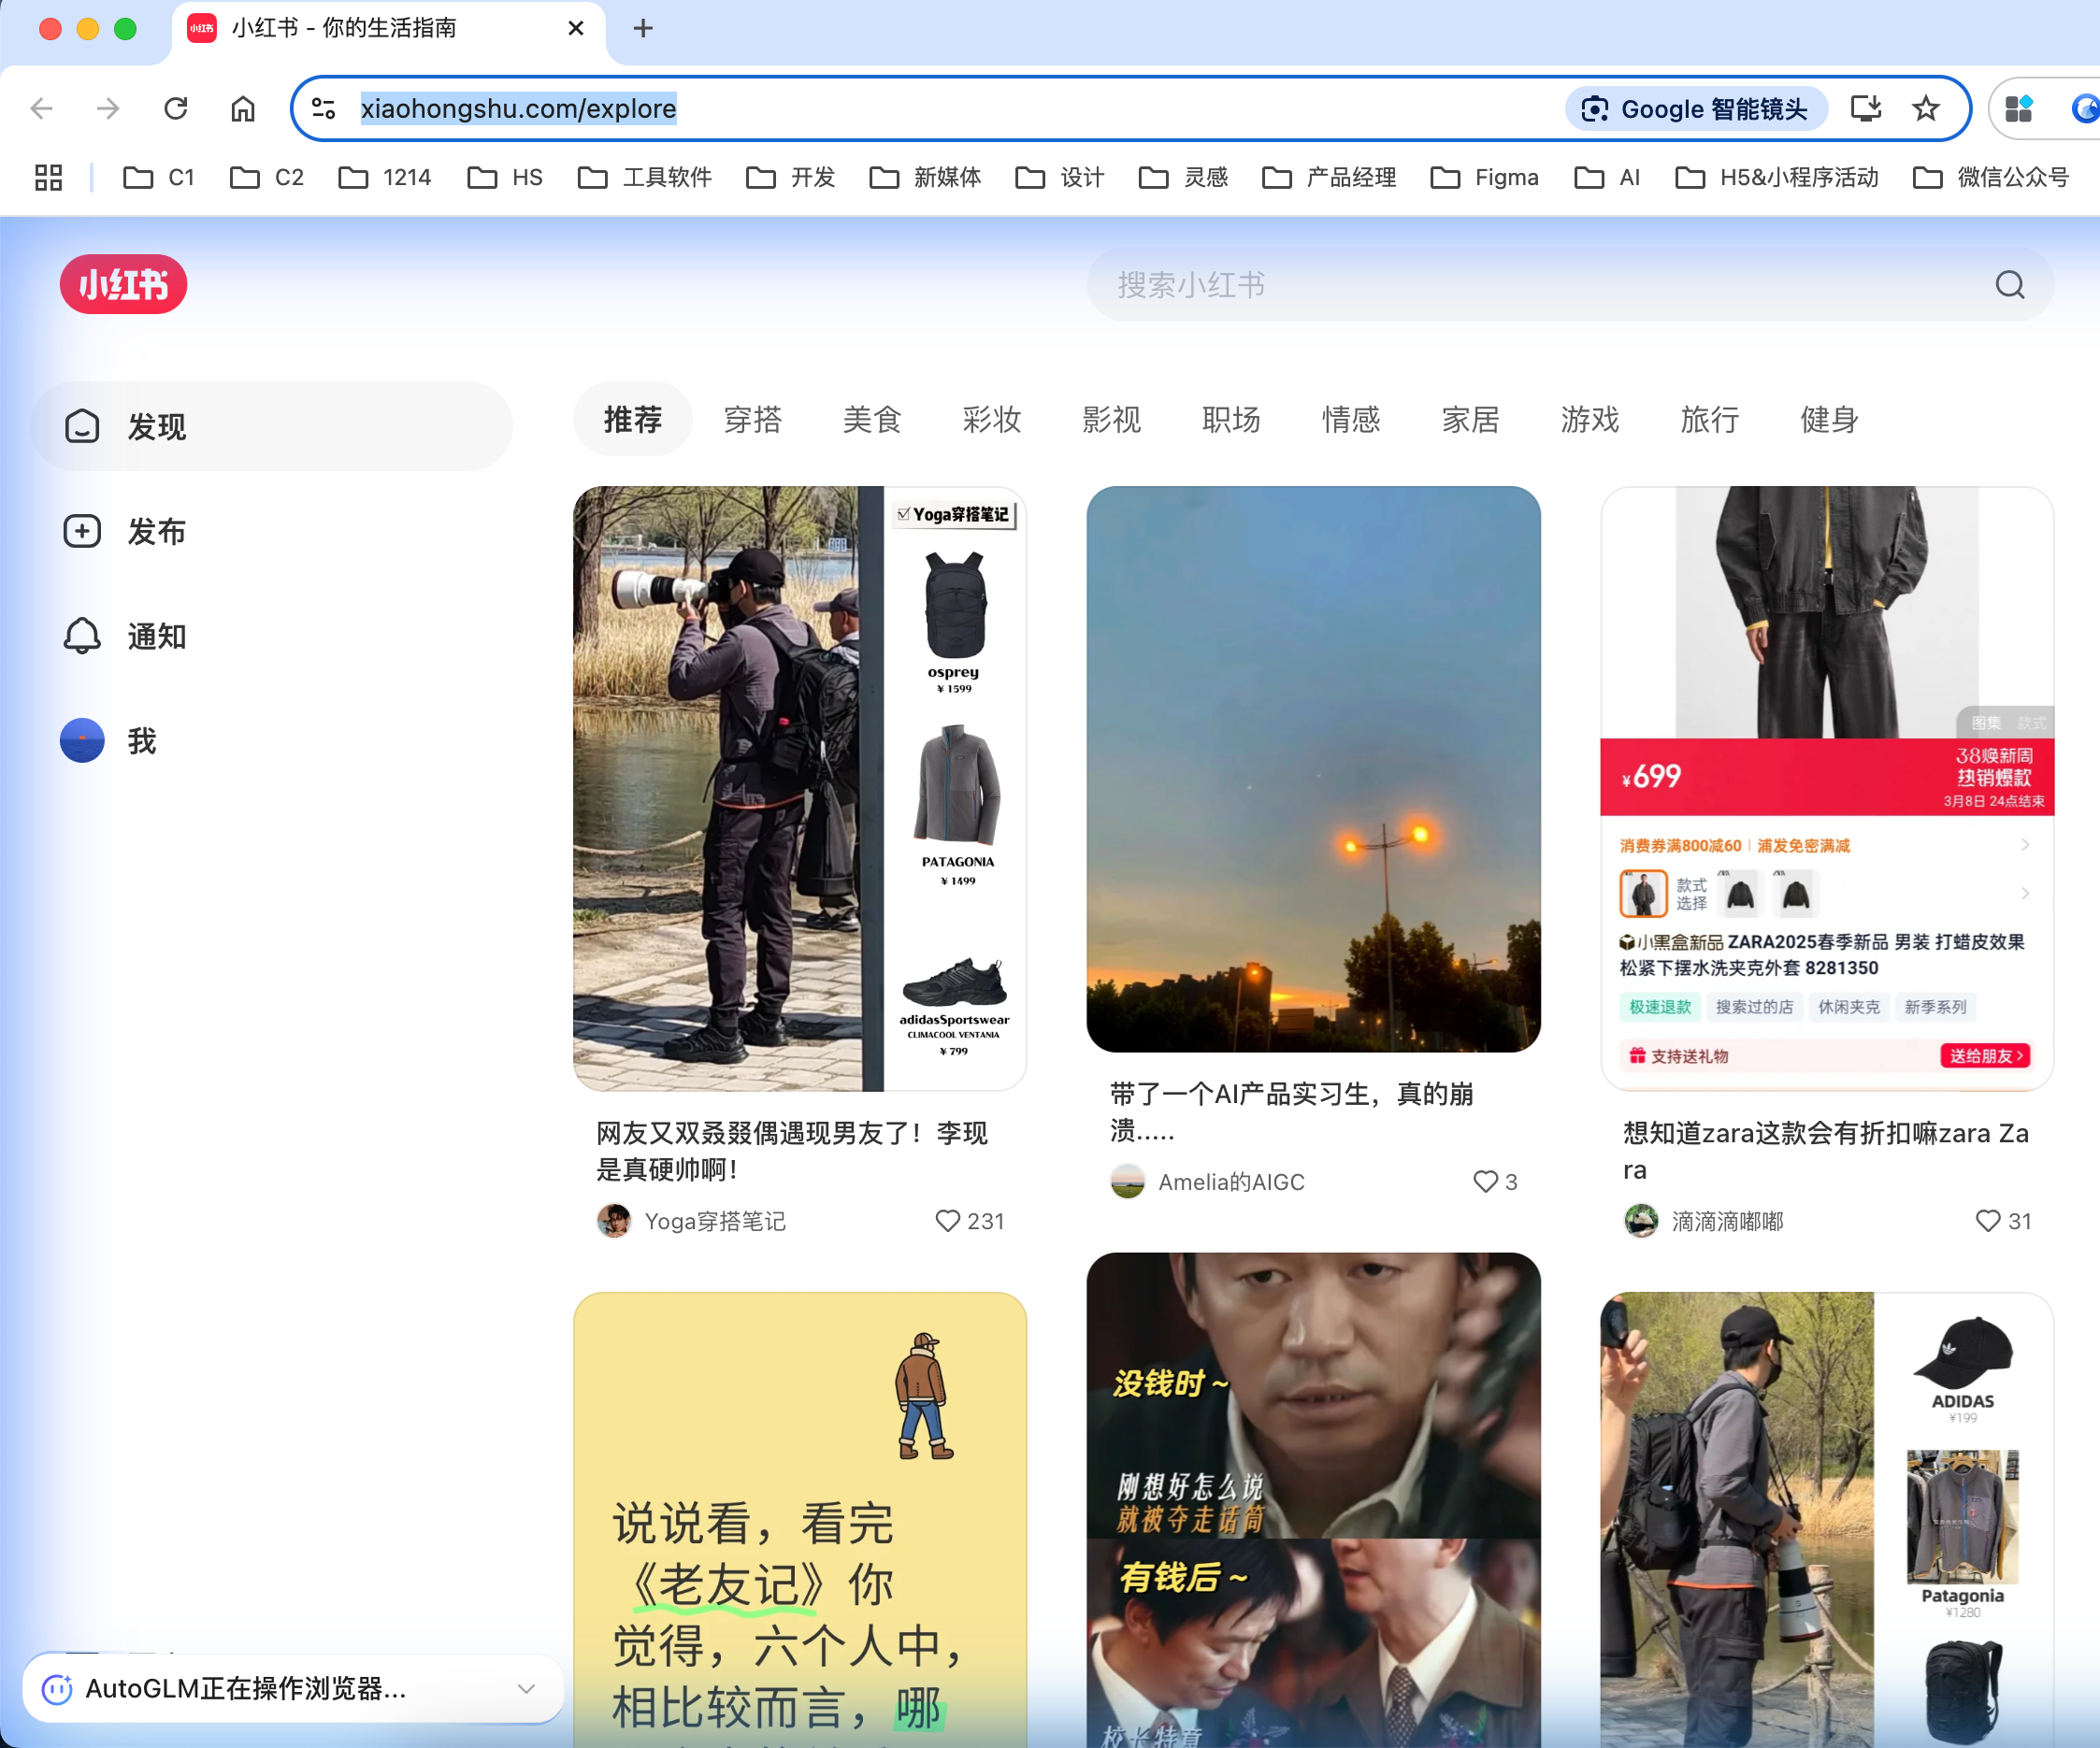 小红书
小红书 - 你的生活指南
xiaohongshu.com/explore
Google 智能镜头
C1
C2
1214
HS
工具软件
开发
新媒体
设计
灵感
产品经理
Figma
AI
H5&小程序活动
微信公众号
小红书
搜索小红书
发现
发布
通知
我
推荐
穿搭
美食
彩妆
影视
职场
情感
家居
游戏
旅行
健身
Yoga穿搭笔记
osprey
¥ 1599
PATAGONIA
¥ 1499
adidasSportswear
CLIMACOOL VENTANIA
¥ 799
网友又双叒叕偶遇现男友了！李现
是真硬帅啊！
Yoga穿搭笔记
231
带了一个AI产品实习生，真的崩
溃.....
Amelia的AIGC
3
图集 款式
¥699
38焕新周
热销爆款
3月8日 24点结束
消费券满800减60 | 浦发免密满减
款式
选择
小黑盒新品 ZARA2025春季新品 男装 打蜡皮效果
松紧下摆水洗夹克外套 8281350
极速退款
搜索过的店
休闲夹克
新季系列
支持送礼物
送给朋友>
想知道zara这款会有折扣嘛zara Za
ra
滴滴滴嘟嘟
31
说说看，看完
《老友记》你
觉得，六个人中，
相比较而言，哪
没钱时~
刚想好怎么说
就被夺走话筒
有钱后~
校长特意
ADIDAS
¥199
Patagonia
¥1280
AutoGLM正在操作浏览器...